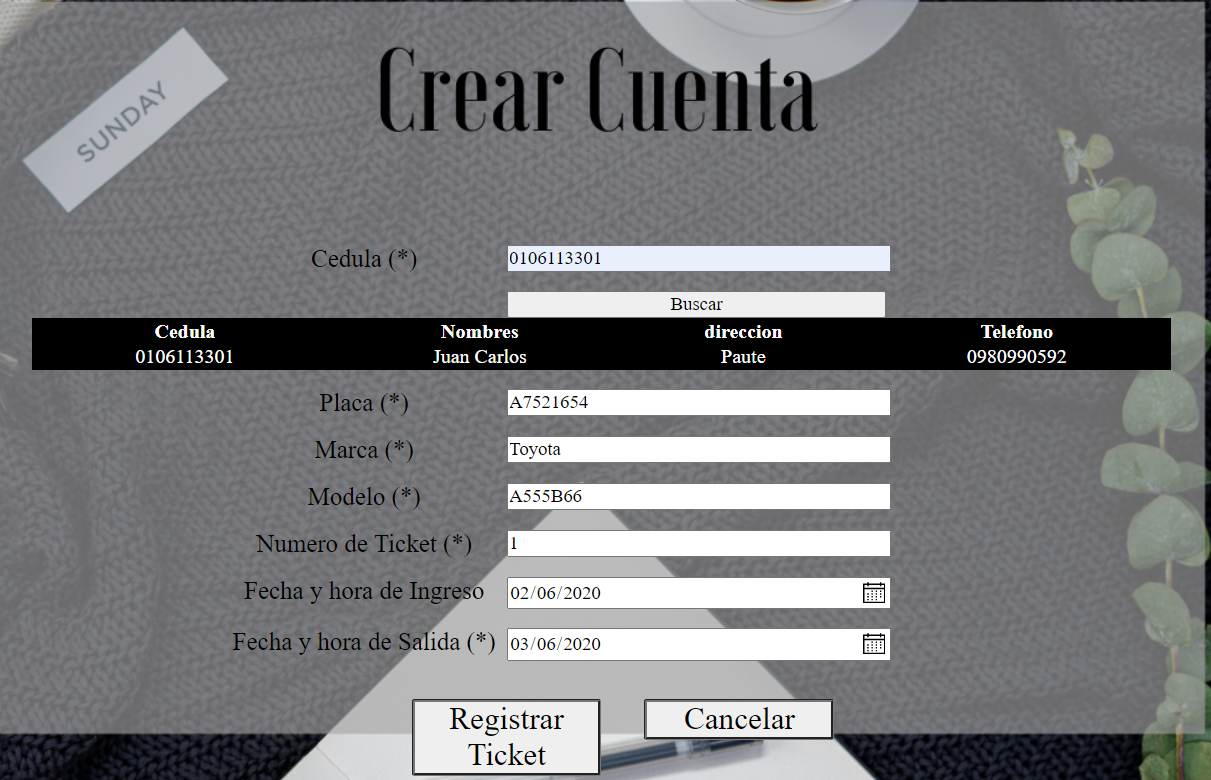 Crear Cuenta
SUNDAY
Cedula (*) 0106113301
Buscar
Cedula Nombres direccion Telefono
0106113301 Juan Carlos Paute 0980990592
Placa (*) A7521654
Marca (*) Toyota
Modelo (*) A555B66
Numero de Ticket (*) 1
Fecha y hora de Ingreso 02/06/2020
Fecha y hora de Salida (*) 03/06/2020
Registrar
Ticket
Cancelar